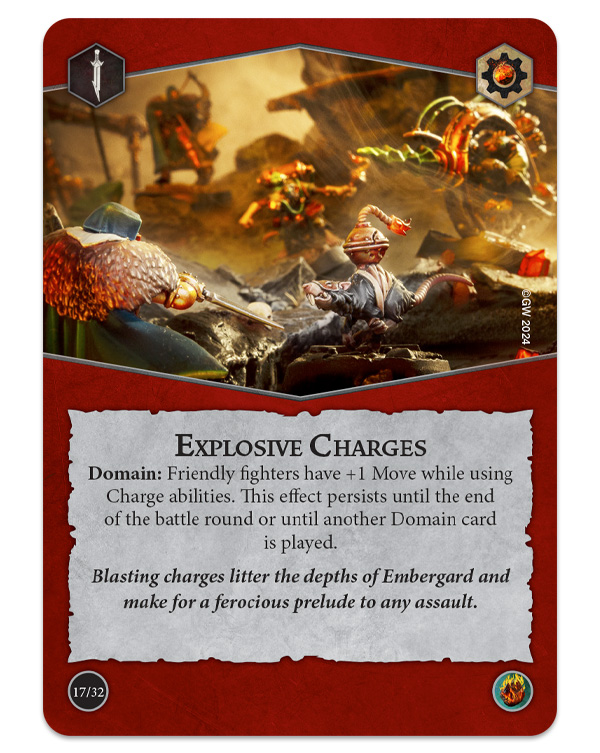 ©GW 2024
EXPLOSIVE CHARGES
Domain: Friendly fighters have +1 Move while using
Charge abilities. This effect persists until the end
of the battle round or until another Domain card
is played.
Blasting charges litter the depths of Embergard and
make for a ferocious prelude to any assault.
17/32